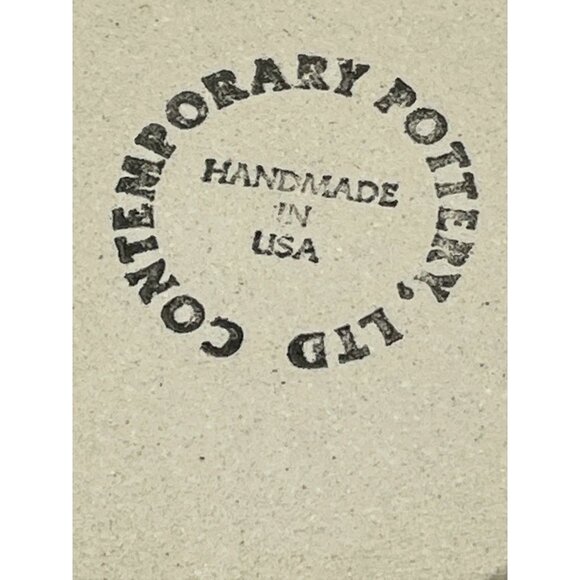 CONTEMPORARY POTTERY, LTD
HANDMADE
IN
USA